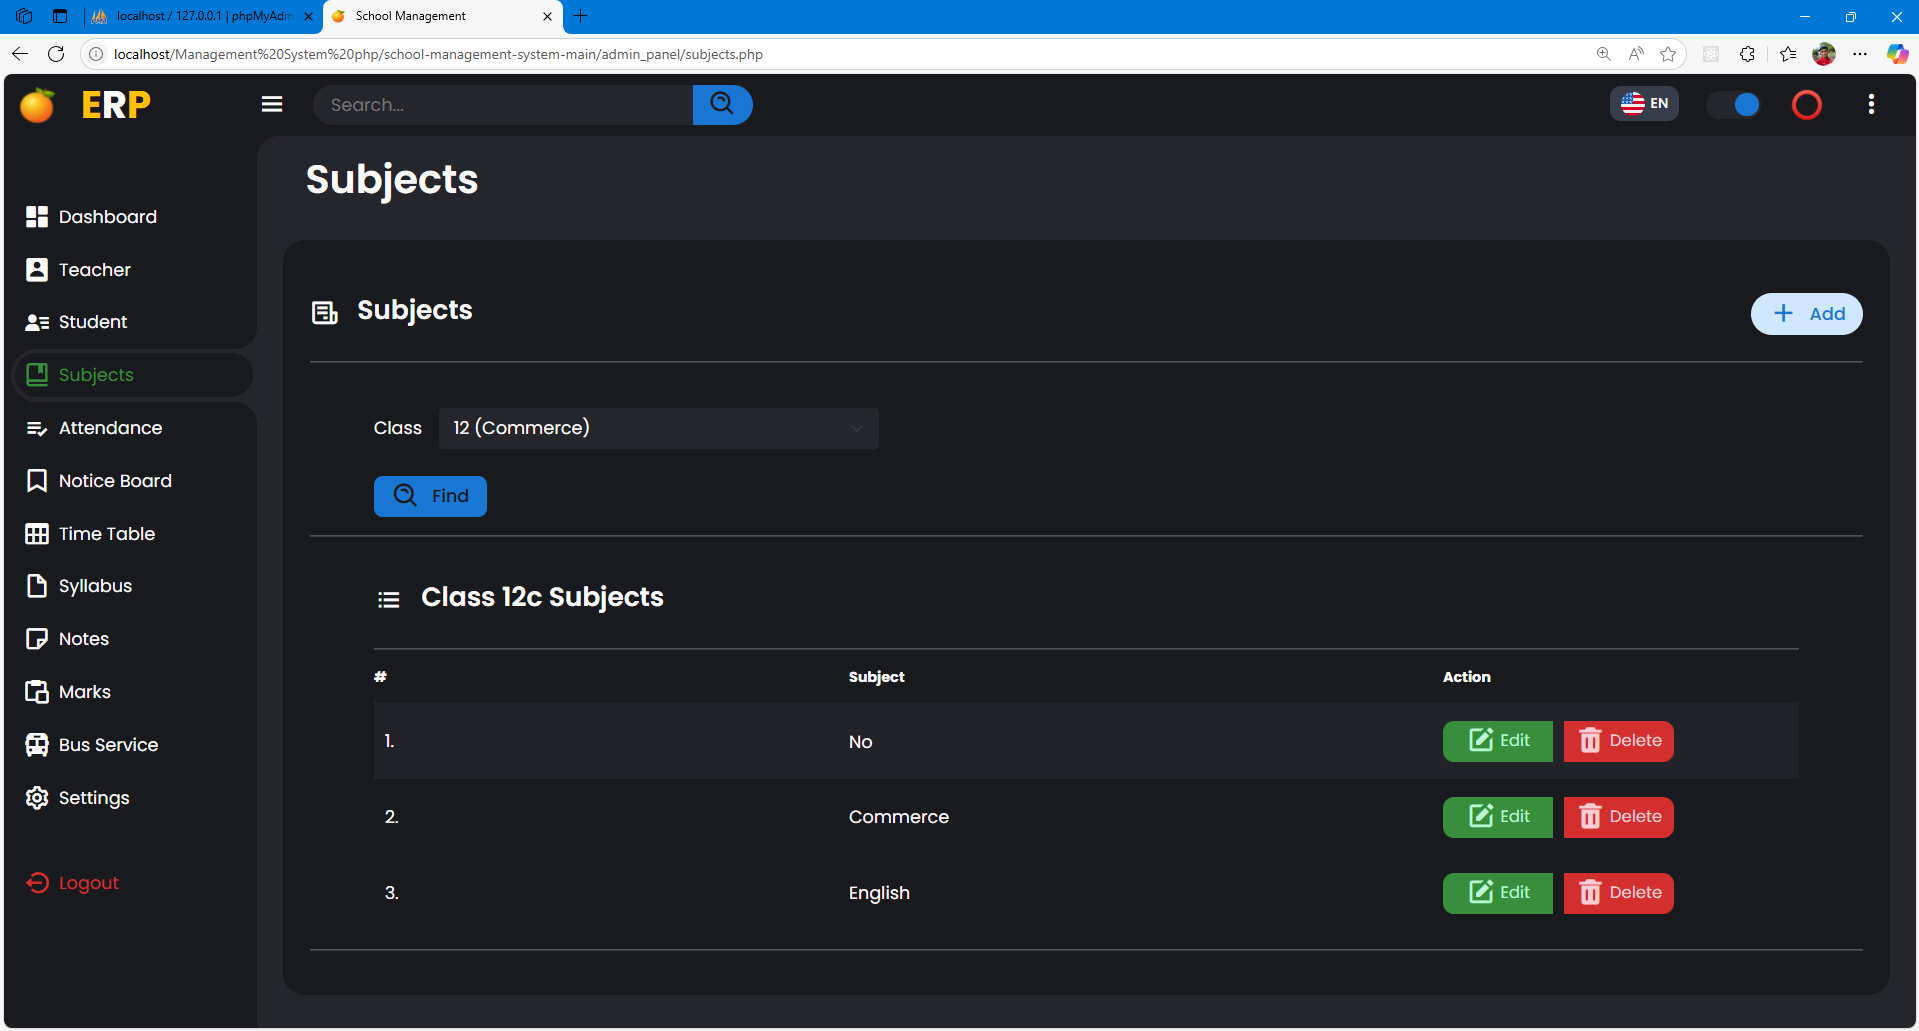 localhost / 127.0.0.1 | phpMyAdm
School Management
localhost/Management%20System%20php/school-management-system-main/admin_panel/subjects.php
ERP
Search...
EN
Subjects
Dashboard
Teacher
Student
Subjects
Attendance
Notice Board
Time Table
Syllabus
Notes
Marks
Bus Service
Settings
Logout
Subjects
Add
Class
12 (Commerce)
Find
Class 12c Subjects
# Subject Action
1. No Edit Delete
2. Commerce Edit Delete
3. English Edit Delete